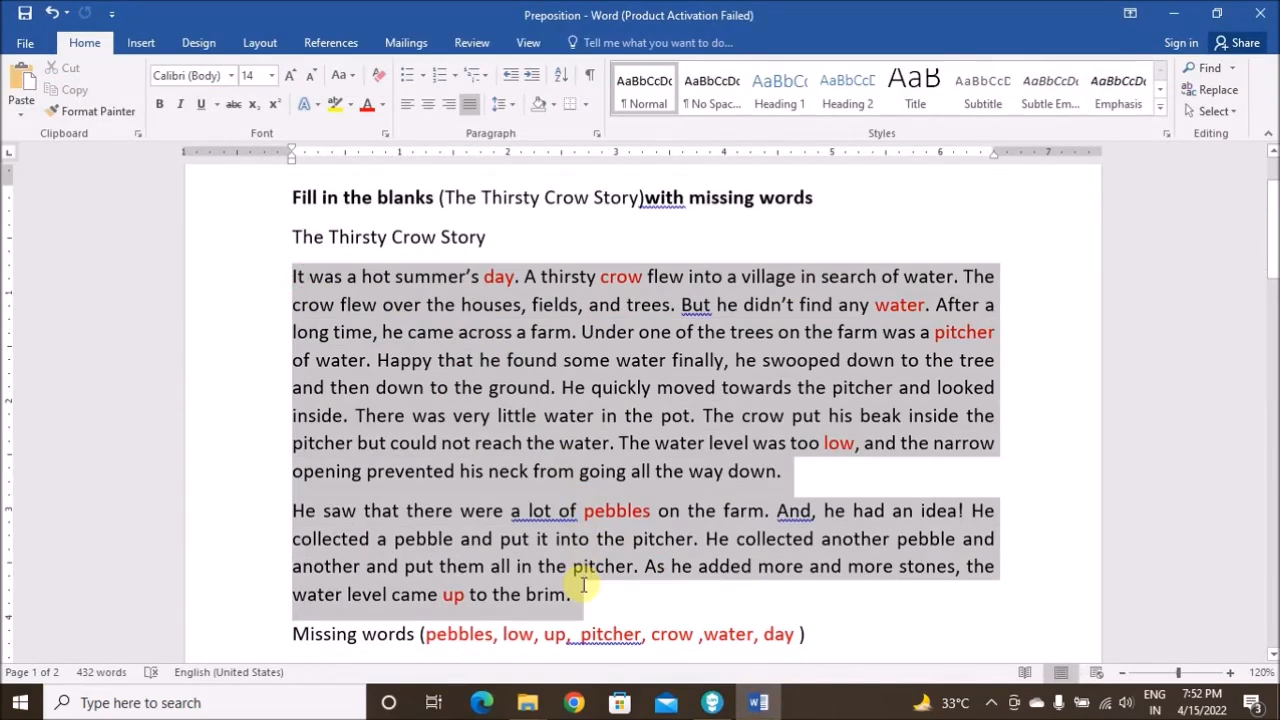 Preposition - Word (Product Activation Failed)
File Home Insert Design Layout References Mailings Review View Tell me what you want to do... Sign in Share
Cut
Copy
Format Painter
Paste
Calibri (Body) 14
AaBbCcDc AaBbCcDc AaBbCc AaBbCcD AaB AaBbCcD AaBbCcDc AaBbCcDc
¶ Normal ¶ No Spac... Heading 1 Heading 2 Title Subtitle Subtle Em... Emphasis
Find
Replace
Select
Clipboard Font Paragraph Styles Editing
1 1 2 3 4 5 6 7
Fill in the blanks (The Thirsty Crow Story)with missing words
The Thirsty Crow Story
It was a hot summer’s day. A thirsty crow flew into a village in search of water. The
crow flew over the houses, fields, and trees. But he didn’t find any water. After a
long time, he came across a farm. Under one of the trees on the farm was a pitcher
of water. Happy that he found some water finally, he swooped down to the tree
and then down to the ground. He quickly moved towards the pitcher and looked
inside. There was very little water in the pot. The crow put his beak inside the
pitcher but could not reach the water. The water level was too low, and the narrow
opening prevented his neck from going all the way down.
He saw that there were a lot of pebbles on the farm. And, he had an idea! He
collected a pebble and put it into the pitcher. He collected another pebble and
another and put them all in the pitcher. As he added more and more stones, the
water level came up to the brim.
Missing words (pebbles, low, up, pitcher, crow ,water, day )
Page 1 of 2 432 words English (United States) 120%
Type here to search 33°C ENG IN 7:52 PM 4/15/2022 3